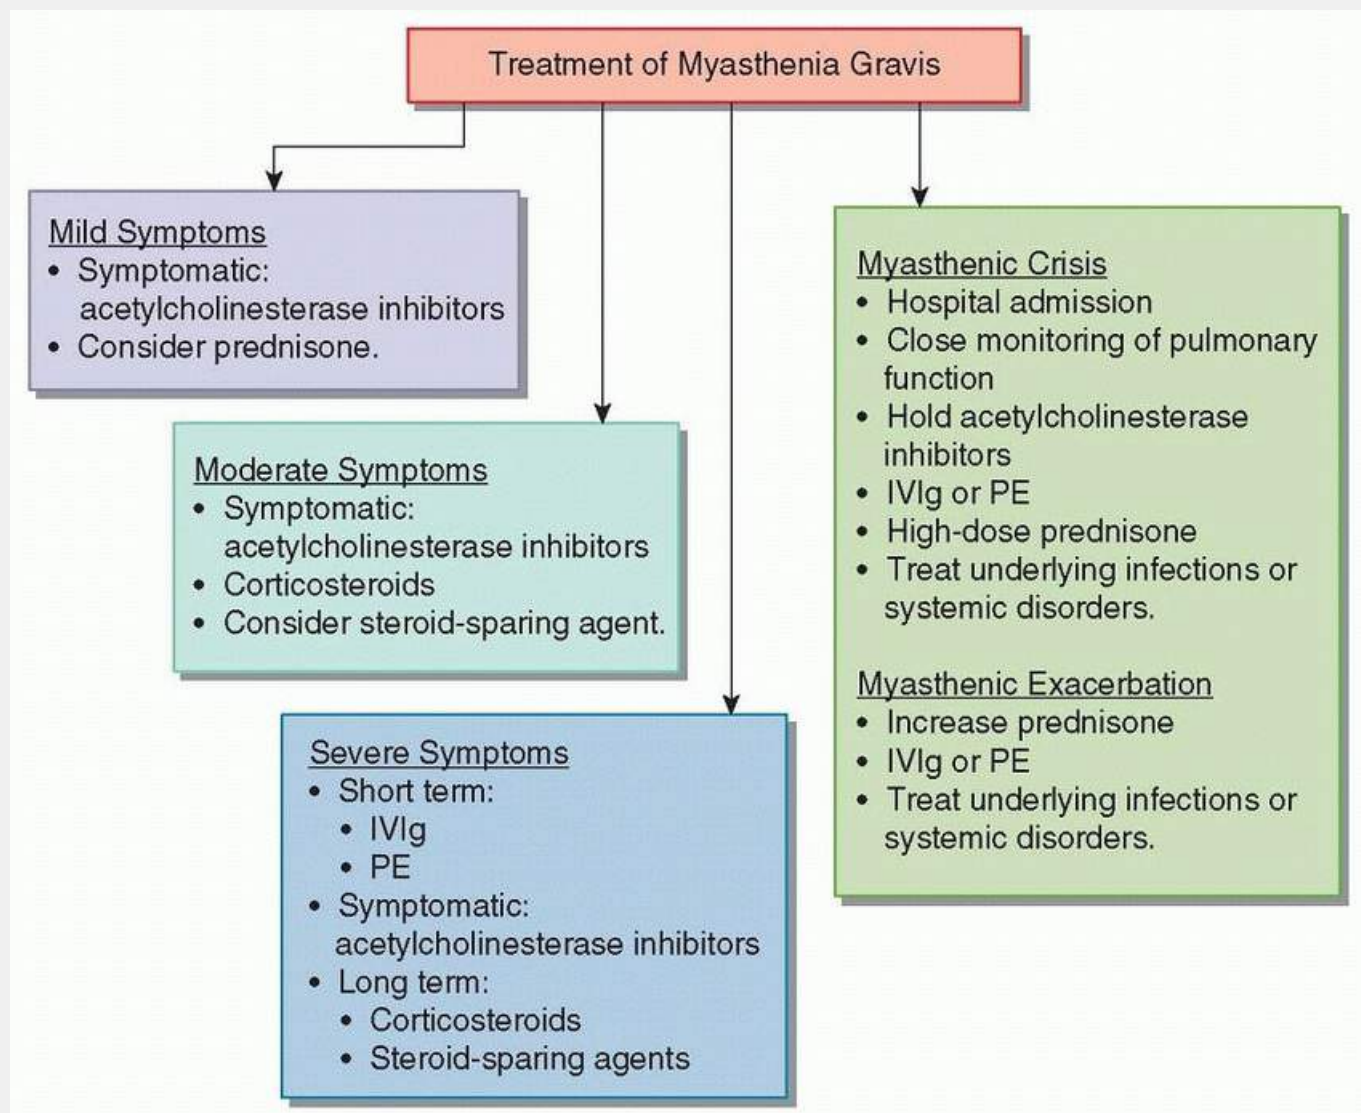 Treatment of Myasthenia Gravis
Mild Symptoms
• Symptomatic:
acetylcholinesterase inhibitors
• Consider prednisone.
Moderate Symptoms
• Symptomatic:
acetylcholinesterase inhibitors
• Corticosteroids
• Consider steroid-sparing agent.
Severe Symptoms
• Short term:
• IVIg
• PE
• Symptomatic:
acetylcholinesterase inhibitors
• Long term:
• Corticosteroids
• Steroid-sparing agents
Myasthenic Crisis
• Hospital admission
• Close monitoring of pulmonary
function
• Hold acetylcholinesterase
inhibitors
• IVIg or PE
• High-dose prednisone
• Treat underlying infections or
systemic disorders.
Myasthenic Exacerbation
• Increase prednisone
• IVIg or PE
• Treat underlying infections or
systemic disorders.